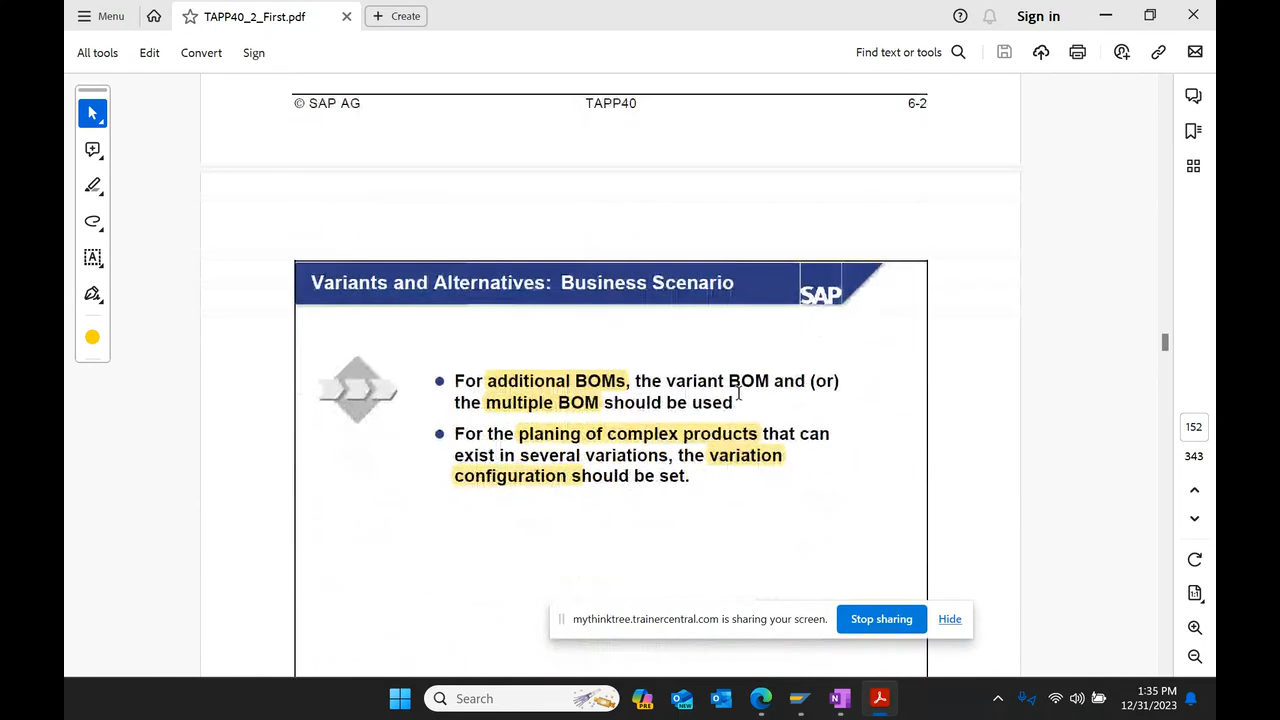 Menu
TAPP40_2_First.pdf
Create
Sign in
All tools
Edit
Convert
Sign
Find text or tools
© SAP AG
TAPP40
6-2
Variants and Alternatives: Business Scenario
SAP
For additional BOMs, the variant BOM and (or)
the multiple BOM should be used
For the planing of complex products that can
exist in several variations, the variation
configuration should be set.
152
343
1:1
mythinktree.trainercentral.com is sharing your screen.
Stop sharing
Hide
Search
PRE
NEW
1:35 PM
12/31/2023